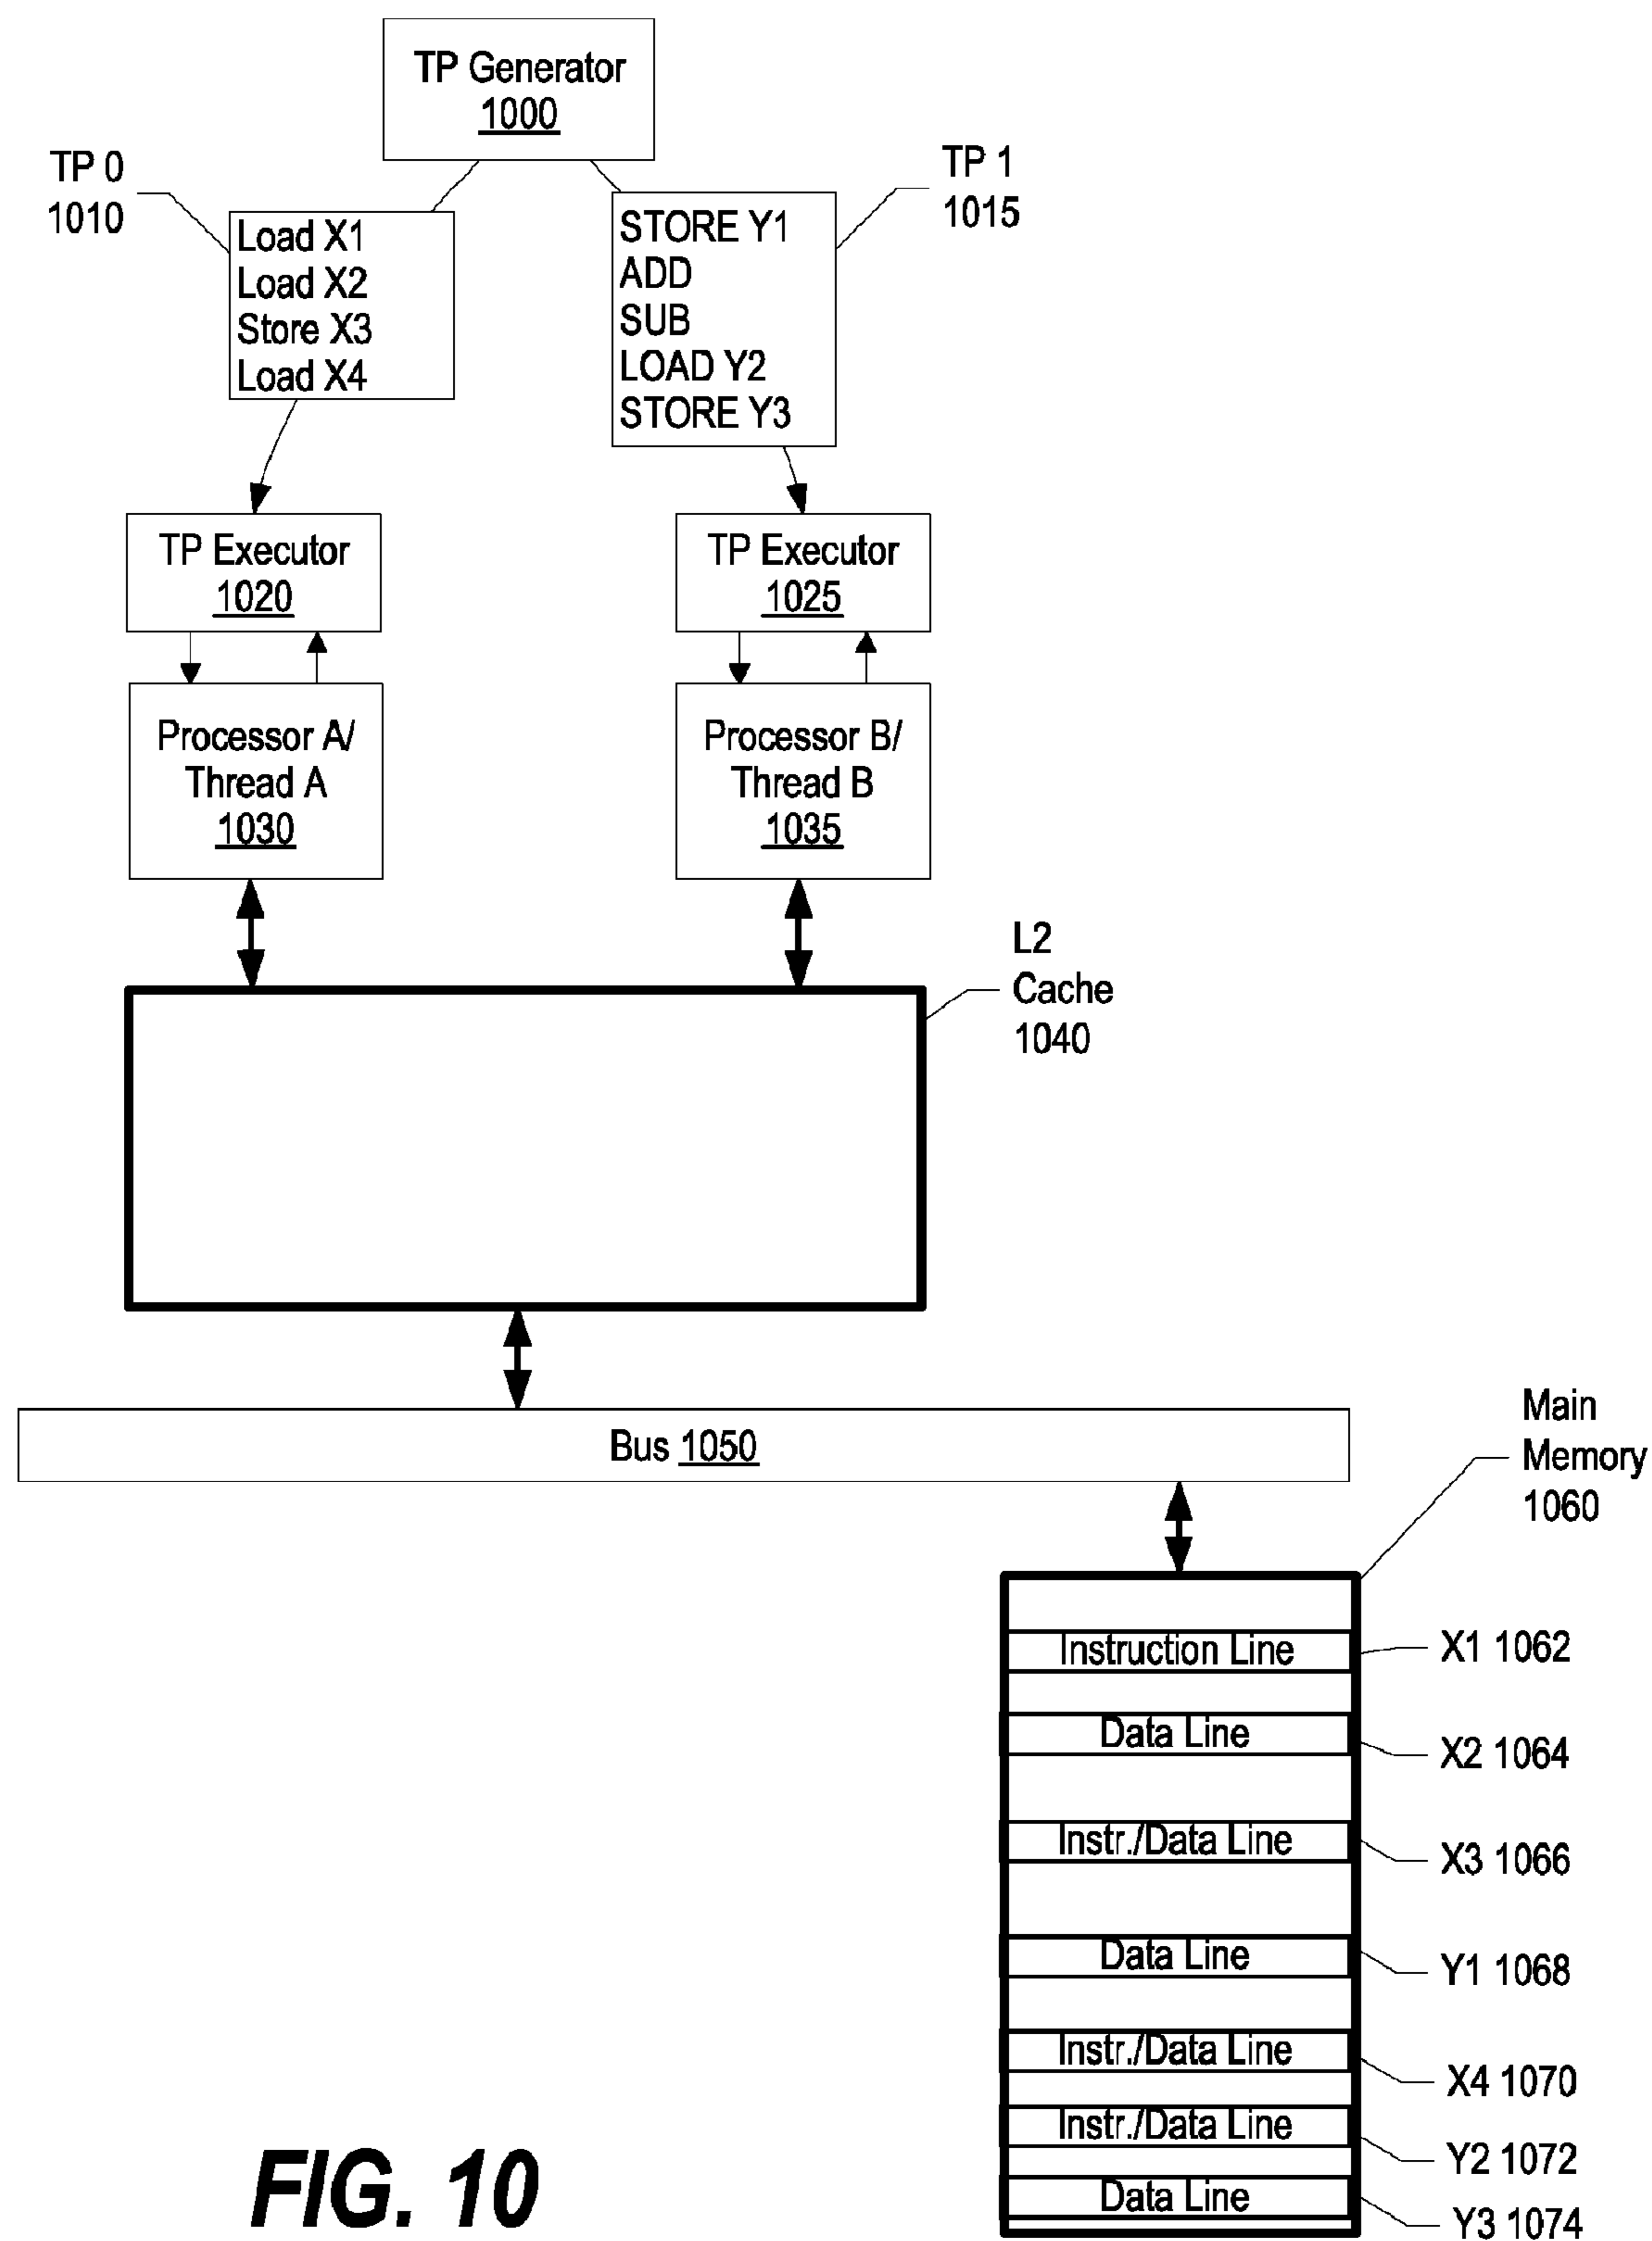 TP Generator
1000
TP 0
1010
TP 1
1015
Load X1
Load X2
Store X3
Load X4
STORE Y1
ADD
SUB
LOAD Y2
STORE Y3
TP Executor
1020
TP Executor
1025
Processor A/
Thread A
1030
Processor B/
Thread B
1035
L2
Cache
1040
Bus 1050
Main
Memory
1060
Instruction Line
X1 1062
Data Line
X2 1064
Instr./Data Line
X3 1066
Data Line
Y1 1068
Instr./Data Line
X4 1070
Instr./Data Line
Y2 1072
Data Line
Y3 1074
FIG. 10